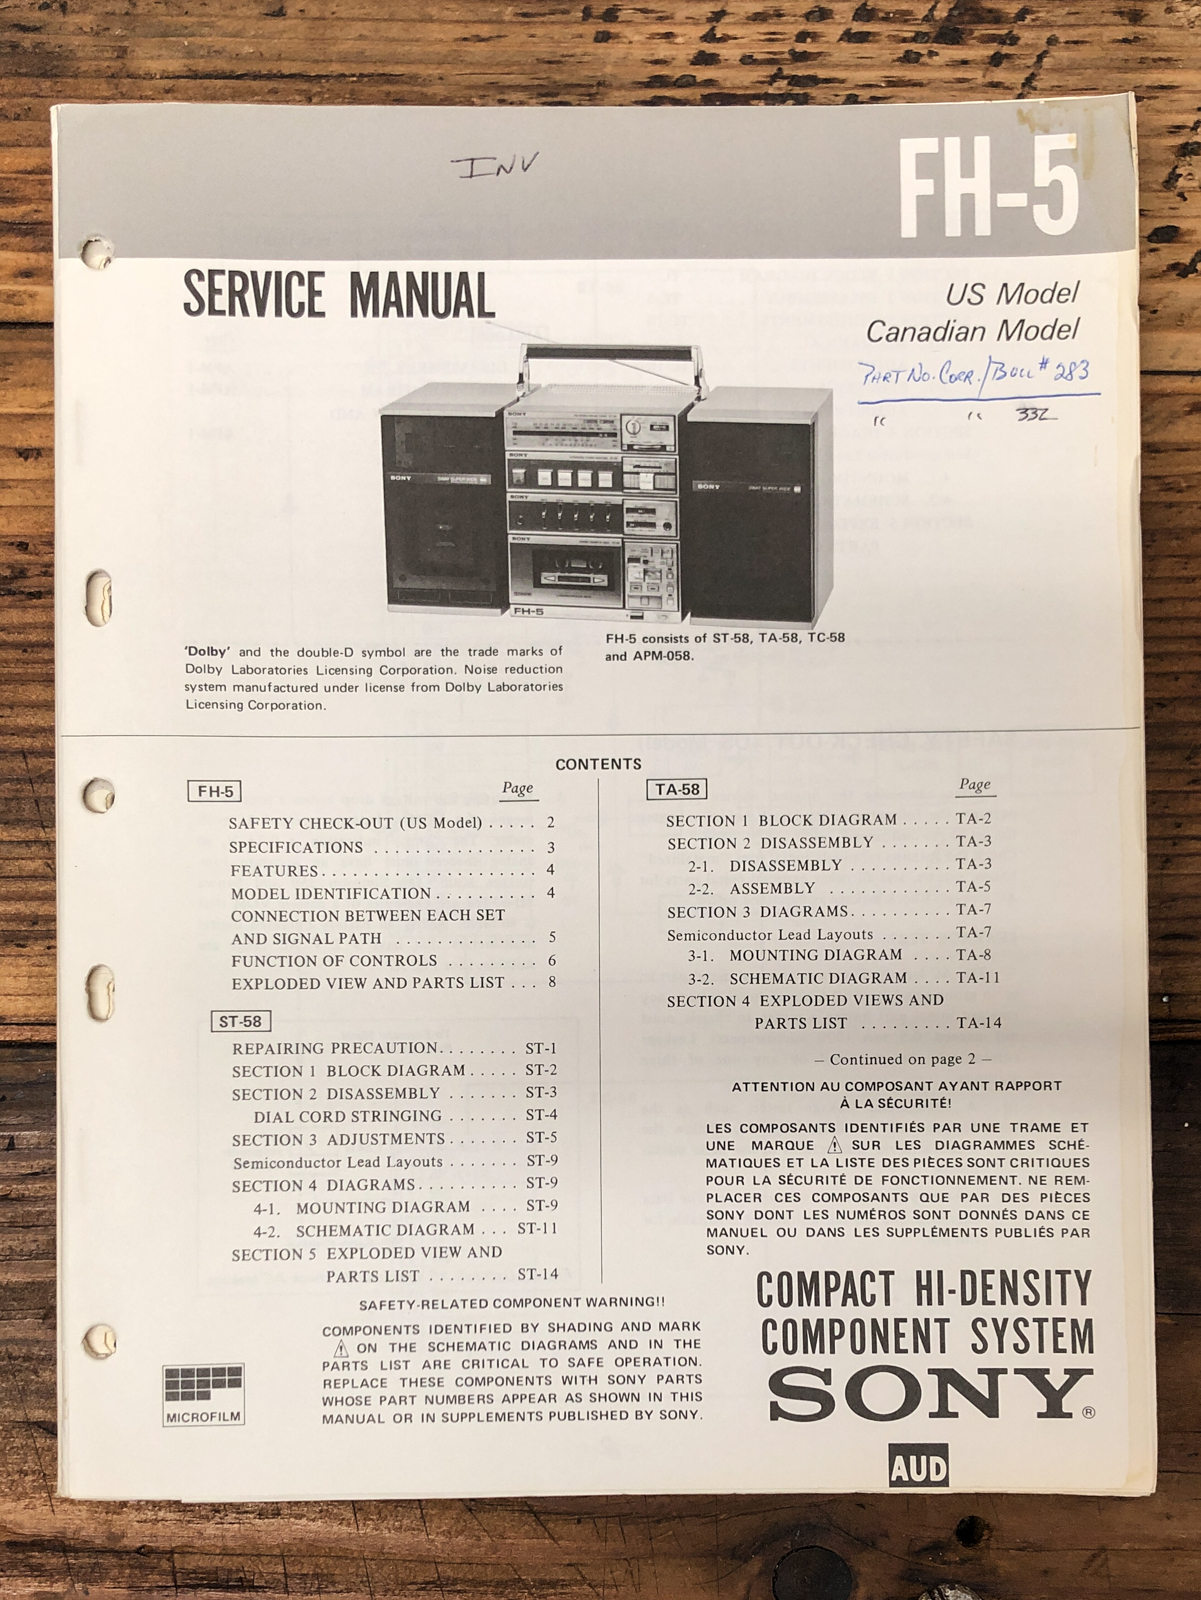 INV
FH-5
SERVICE MANUAL
US Model
Canadian Model
PART NO. CORR./BULL # 283
" " 332
SONY
SONY
SONY
SONY
SONY
SONY
FH-5
'Dolby' and the double-D symbol are the trade marks of
Dolby Laboratories Licensing Corporation. Noise reduction
system manufactured under license from Dolby Laboratories
Licensing Corporation.
FH-5 consists of ST-58, TA-58, TC-58
and APM-058.
CONTENTS
FH-5 Page
SAFETY CHECK-OUT (US Model) ..... 2
SPECIFICATIONS ................ 3
FEATURES ...................... 4
MODEL IDENTIFICATION .......... 4
CONNECTION BETWEEN EACH SET
AND SIGNAL PATH .............. 5
FUNCTION OF CONTROLS ......... 6
EXPLODED VIEW AND PARTS LIST ... 8
ST-58
REPAIRING PRECAUTION ........ ST-1
SECTION 1 BLOCK DIAGRAM ..... ST-2
SECTION 2 DISASSEMBLY ....... ST-3
DIAL CORD STRINGING ....... ST-4
SECTION 3 ADJUSTMENTS ....... ST-5
Semiconductor Lead Layouts ....... ST-9
SECTION 4 DIAGRAMS .......... ST-9
4-1. MOUNTING DIAGRAM .... ST-9
4-2. SCHEMATIC DIAGRAM ... ST-11
SECTION 5 EXPLODED VIEW AND
PARTS LIST ........ ST-14
TA-58 Page
SECTION 1 BLOCK DIAGRAM ..... TA-2
SECTION 2 DISASSEMBLY ....... TA-3
2-1. DISASSEMBLY .......... TA-3
2-2. ASSEMBLY ............ TA-5
SECTION 3 DIAGRAMS .......... TA-7
Semiconductor Lead Layouts ....... TA-7
3-1. MOUNTING DIAGRAM .... TA-8
3-2. SCHEMATIC DIAGRAM .... TA-11
SECTION 4 EXPLODED VIEWS AND
PARTS LIST ......... TA-14
– Continued on page 2 –
ATTENTION AU COMPOSANT AYANT RAPPORT
À LA SÉCURITÉ!
LES COMPOSANTS IDENTIFIÉS PAR UNE TRAME ET
UNE MARQUE ⚠ SUR LES DIAGRAMMES SCHÉ-
MATIQUES ET LA LISTE DES PIÈCES SONT CRITIQUES
POUR LA SÉCURITÉ DE FONCTIONNEMENT. NE REM-
PLACER CES COMPOSANTS QUE PAR DES PIÈCES
SONY DONT LES NUMÉROS SONT DONNÉS DANS CE
MANUEL OU DANS LES SUPPLÉMENTS PUBLIÉS PAR
SONY.
SAFETY-RELATED COMPONENT WARNING!!
COMPONENTS IDENTIFIED BY SHADING AND MARK
⚠ ON THE SCHEMATIC DIAGRAMS AND IN THE
PARTS LIST ARE CRITICAL TO SAFE OPERATION.
REPLACE THESE COMPONENTS WITH SONY PARTS
WHOSE PART NUMBERS APPEAR AS SHOWN IN THIS
MANUAL OR IN SUPPLEMENTS PUBLISHED BY SONY.
MICROFILM
COMPACT HI-DENSITY
COMPONENT SYSTEM
SONY®
AUD